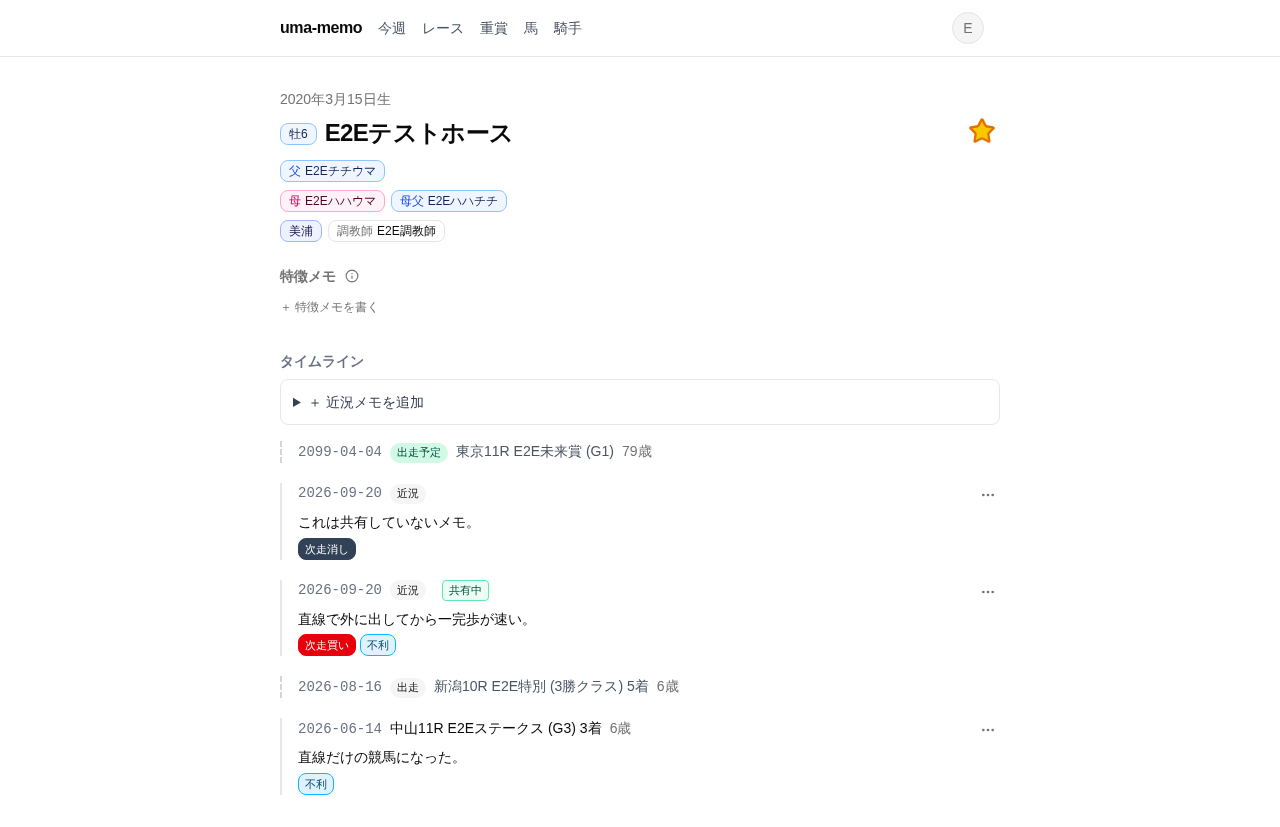 uma-memo 今週 レース 重賞 馬 騎手 E
2020年3月15日生
牡6 E2Eテストホース
父 E2Eチチウマ
母 E2Eハハウマ 母父 E2Eハハチチ
美浦 調教師 E2E調教師
特徴メモ
+ 特徴メモを書く
タイムライン
+ 近況メモを追加
2099-04-04 出走予定 東京11R E2E未来賞 (G1) 79歳
2026-09-20 近況
これは共有していないメモ。
次走消し
2026-09-20 近況 共有中
直線で外に出してから一完歩が速い。
次走買い 不利
2026-08-16 出走 新潟10R E2E特別 (3勝クラス) 5着 6歳
2026-06-14 中山11R E2Eステークス (G3) 3着 6歳
直線だけの競馬になった。
不利